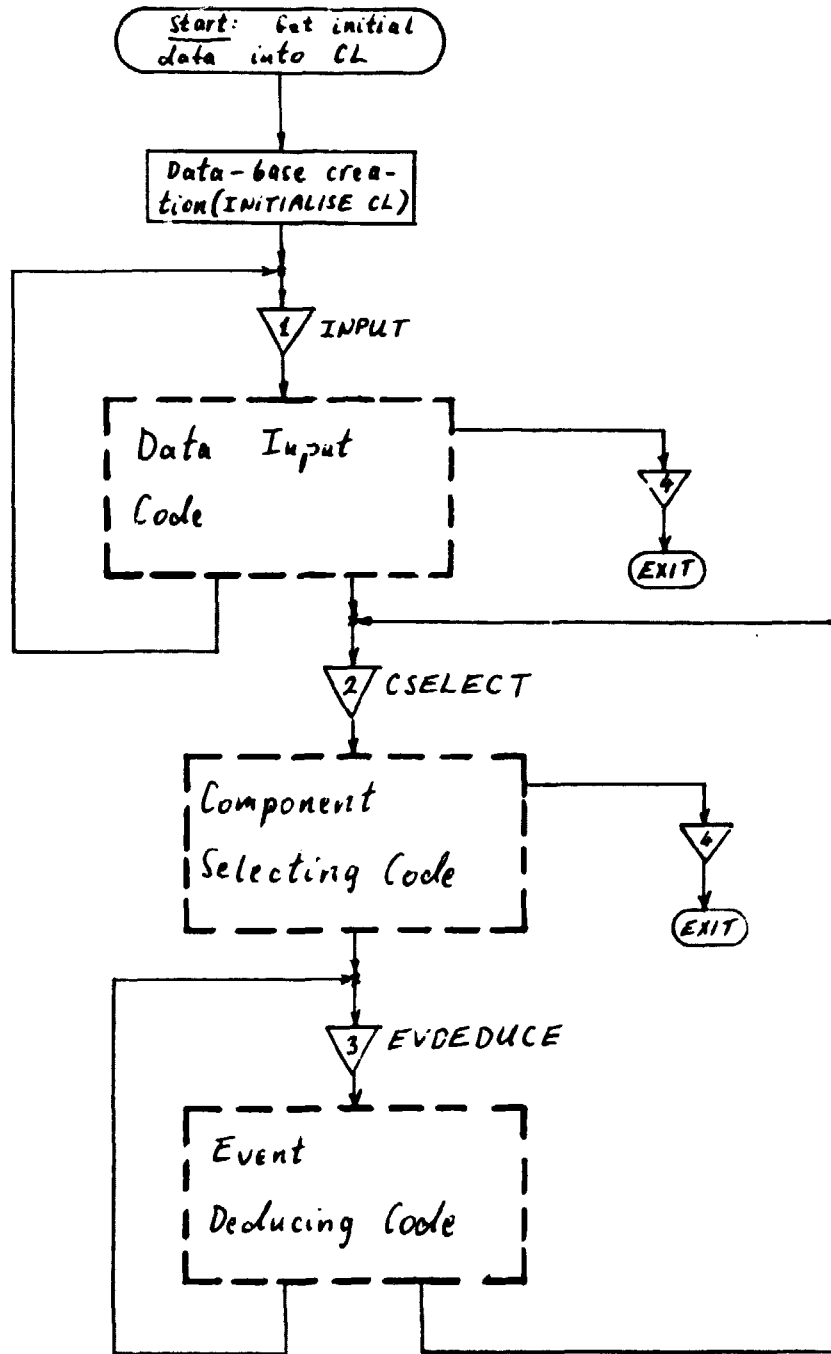 Start: Get initial
data into CL
Data-base crea-
tion(INITIALISE CL)
1 INPUT
Data Input
Code
4
EXIT
2 CSELECT
Component
Selecting Code
4
EXIT
3 EVDEDUCE
Event
Deducing Code